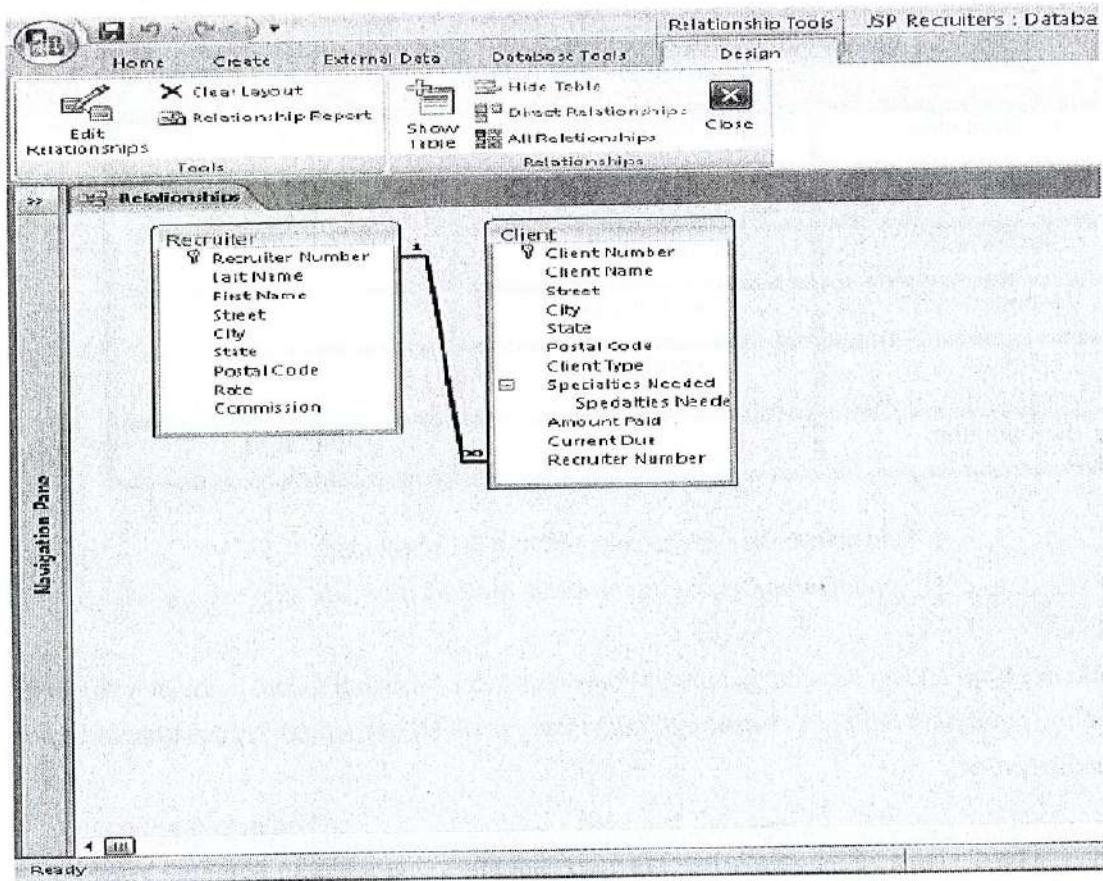 Relationship Tools
JSP Recruiters : Databa
Home Create External Data Database Tools Design
Edit Relationships
Clear Layout
Relationship Report
Tools
Show Table
Hide Table
Direct Relationships
All Relationships
Close
Relationships
Relationships
Recruiter
Recruiter Number
Last Name
First Name
Street
City
State
Postal Code
Rate
Commission
1
∞
Client
Client Number
Client Name
Street
City
State
Postal Code
Client Type
Specialties Needed
Specialties Neede
Amount Paid
Current Due
Recruiter Number
Navigation Pane
Ready